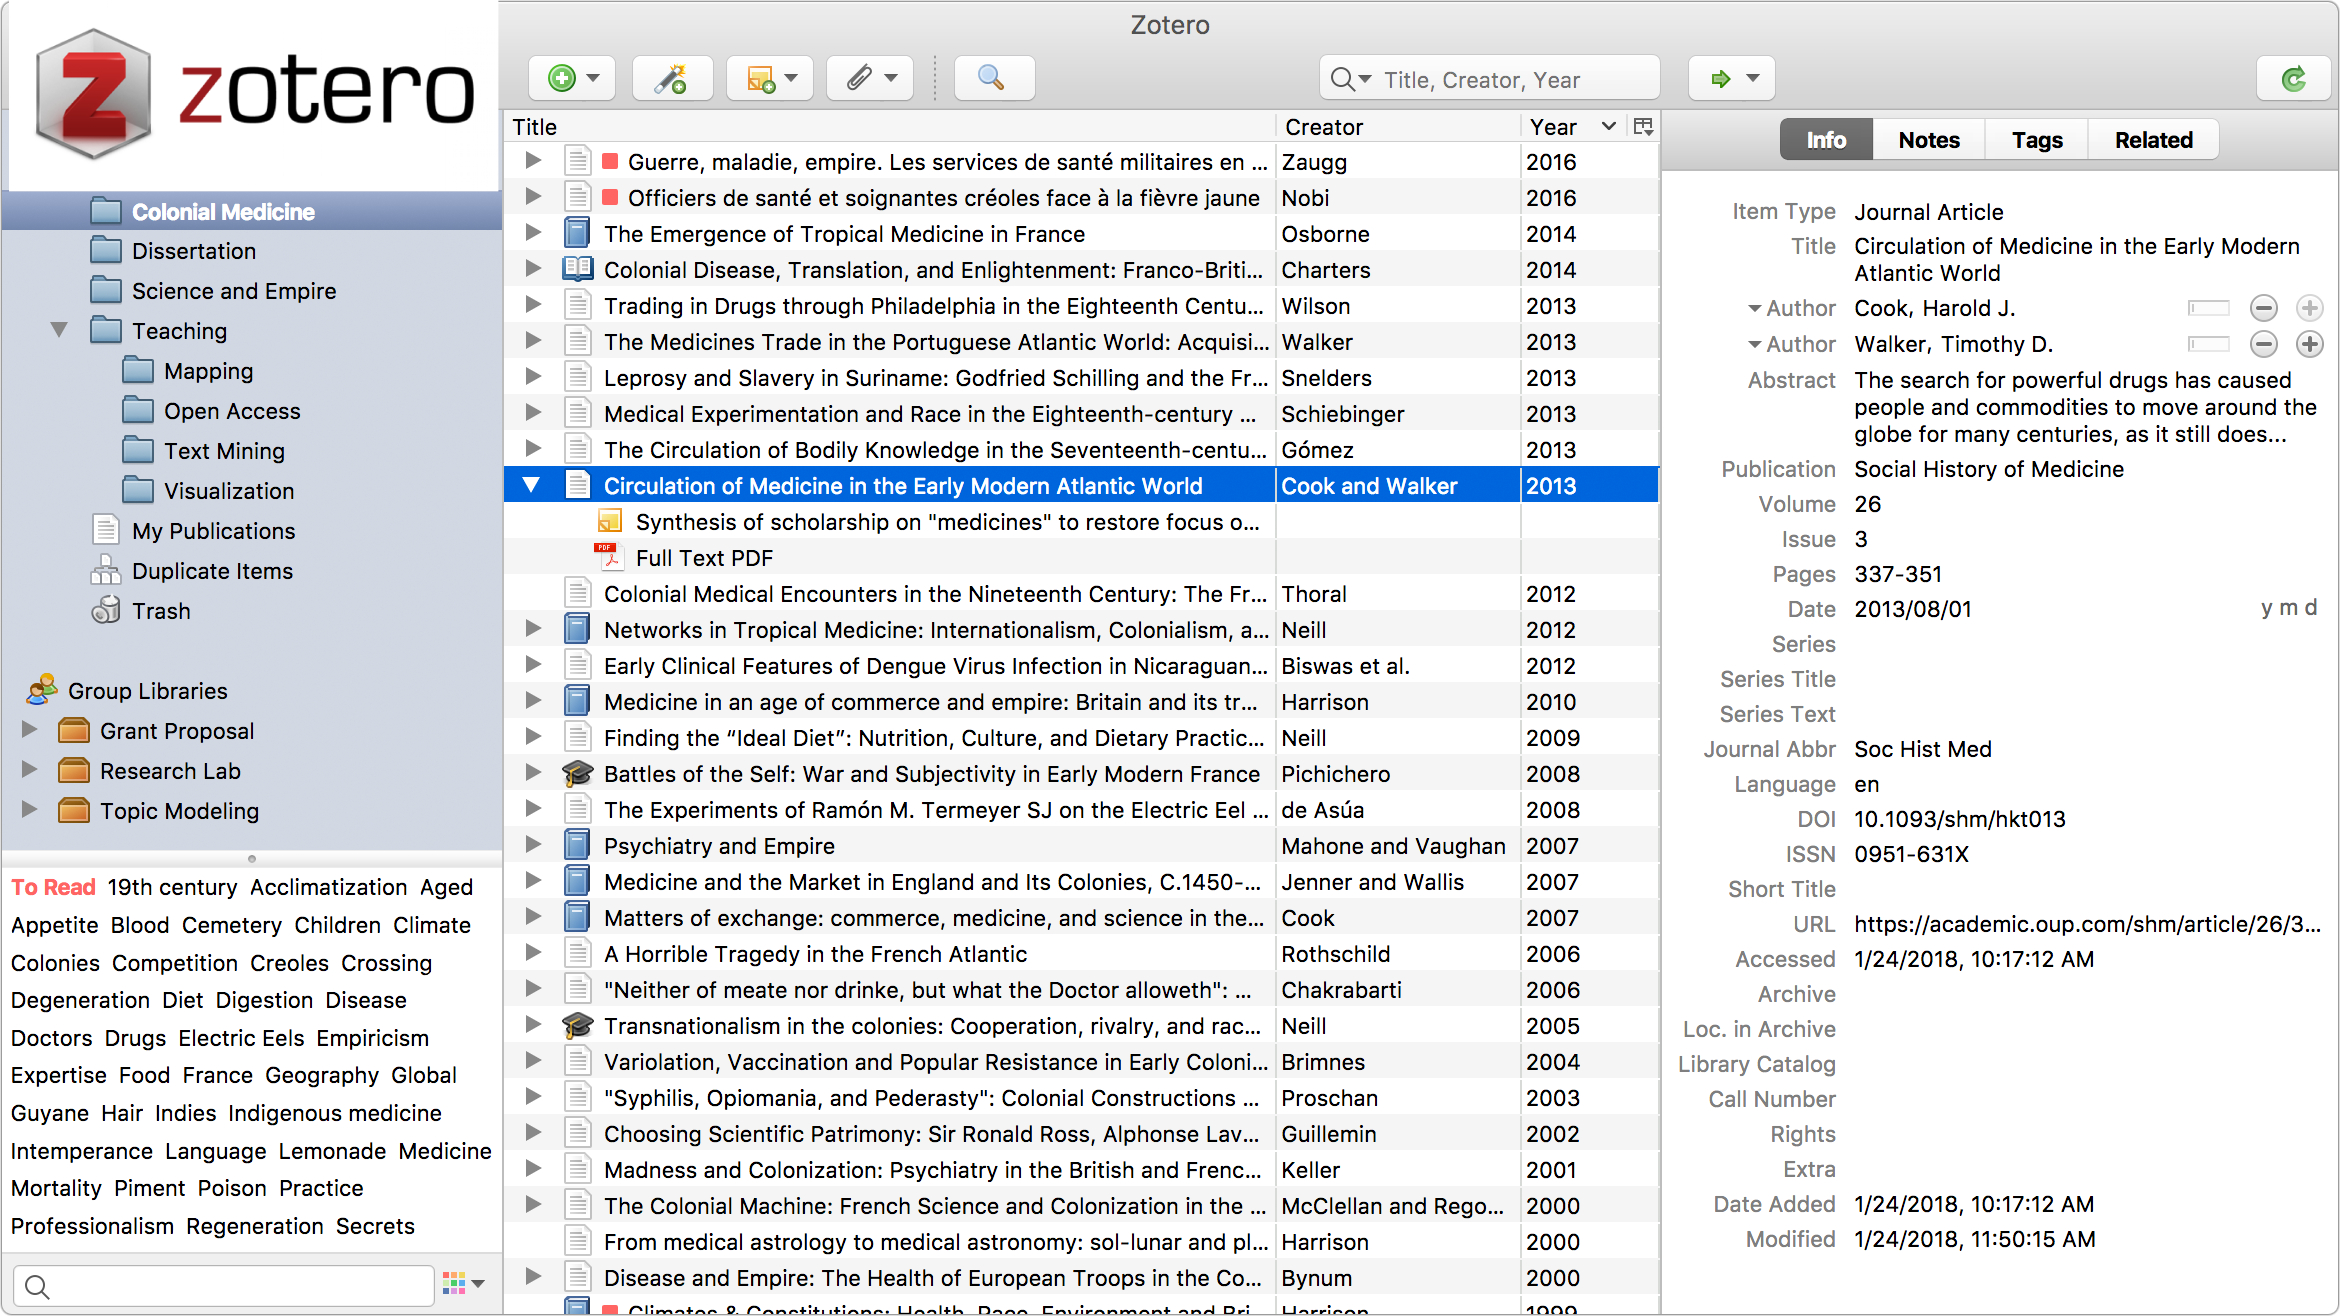 Zotero
zotero
Title, Creator, Year
Colonial Medicine
Dissertation
Science and Empire
Teaching
Mapping
Open Access
Text Mining
Visualization
My Publications
Duplicate Items
Trash
Group Libraries
Grant Proposal
Research Lab
Topic Modeling
To Read 19th century Acclimatization Aged
Appetite Blood Cemetery Children Climate
Colonies Competition Creoles Crossing
Degeneration Diet Digestion Disease
Doctors Drugs Electric Eels Empiricism
Expertise Food France Geography Global
Guyane Hair Indies Indigenous medicine
Intemperance Language Lemonade Medicine
Mortality Piment Poison Practice
Professionalism Regeneration Secrets
Title Creator Year
Guerre, maladie, empire. Les services de santé militaires en ... Zaugg 2016
Officiers de santé et soignantes créoles face à la fièvre jaune Nobi 2016
The Emergence of Tropical Medicine in France Osborne 2014
Colonial Disease, Translation, and Enlightenment: Franco-Briti... Charters 2014
Trading in Drugs through Philadelphia in the Eighteenth Centu... Wilson 2013
The Medicines Trade in the Portuguese Atlantic World: Acquisi... Walker 2013
Leprosy and Slavery in Suriname: Godfried Schilling and the Fr... Snelders 2013
Medical Experimentation and Race in the Eighteenth-century ... Schiebinger 2013
The Circulation of Bodily Knowledge in the Seventeenth-centu... Gómez 2013
Circulation of Medicine in the Early Modern Atlantic World Cook and Walker 2013
Synthesis of scholarship on "medicines" to restore focus o...
PDF Full Text PDF
Colonial Medical Encounters in the Nineteenth Century: The Fr... Thoral 2012
Networks in Tropical Medicine: Internationalism, Colonialism, a... Neill 2012
Early Clinical Features of Dengue Virus Infection in Nicaraguan... Biswas et al. 2012
Medicine in an age of commerce and empire: Britain and its tr... Harrison 2010
Finding the “Ideal Diet”: Nutrition, Culture, and Dietary Practic... Neill 2009
Battles of the Self: War and Subjectivity in Early Modern France Pichichero 2008
The Experiments of Ramón M. Termeyer SJ on the Electric Eel ... de Asúa 2008
Psychiatry and Empire Mahone and Vaughan 2007
Medicine and the Market in England and Its Colonies, C.1450-... Jenner and Wallis 2007
Matters of exchange: commerce, medicine, and science in the... Cook 2007
A Horrible Tragedy in the French Atlantic Rothschild 2006
"Neither of meate nor drinke, but what the Doctor alloweth": ... Chakrabarti 2006
Transnationalism in the colonies: Cooperation, rivalry, and rac... Neill 2005
Variolation, Vaccination and Popular Resistance in Early Coloni... Brimnes 2004
"Syphilis, Opiomania, and Pederasty": Colonial Constructions ... Proschan 2003
Choosing Scientific Patrimony: Sir Ronald Ross, Alphonse Lav... Guillemin 2002
Madness and Colonization: Psychiatry in the British and Frenc... Keller 2001
The Colonial Machine: French Science and Colonization in the ... McClellan and Rego... 2000
From medical astrology to medical astronomy: sol-lunar and pl... Harrison 2000
Disease and Empire: The Health of European Troops in the Co... Bynum 2000
Climates & Constitutions: Health, Race, Environment and Bri... Harrison 1999
Info Notes Tags Related
Item Type Journal Article
Title Circulation of Medicine in the Early Modern
Atlantic World
Author Cook, Harold J.
Author Walker, Timothy D.
Abstract The search for powerful drugs has caused
people and commodities to move around the
globe for many centuries, as it still does...
Publication Social History of Medicine
Volume 26
Issue 3
Pages 337-351
Date 2013/08/01 y m d
Series
Series Title
Series Text
Journal Abbr Soc Hist Med
Language en
DOI 10.1093/shm/hkt013
ISSN 0951-631X
Short Title
URL https://academic.oup.com/shm/article/26/3...
Accessed 1/24/2018, 10:17:12 AM
Archive
Loc. in Archive
Library Catalog
Call Number
Rights
Extra
Date Added 1/24/2018, 10:17:12 AM
Modified 1/24/2018, 11:50:15 AM